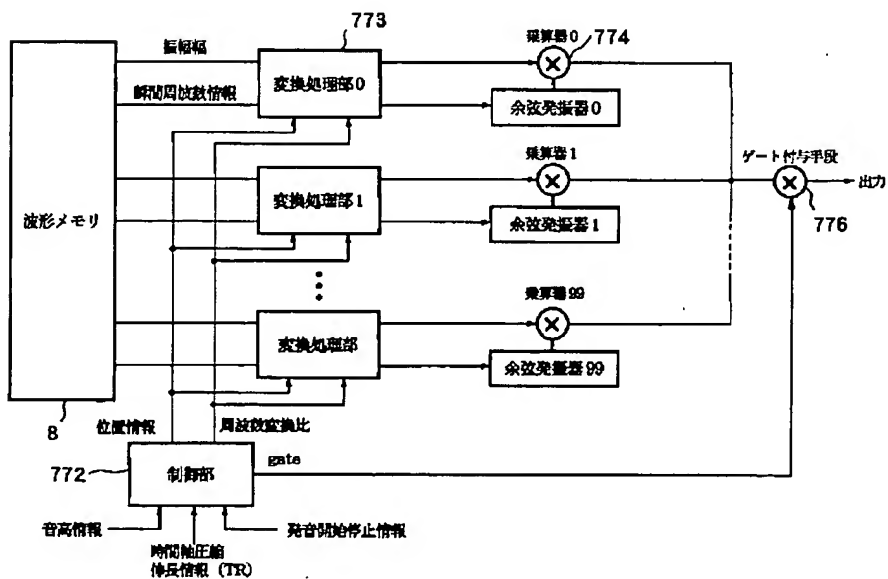 773
振幅幅
変換処理部0
乗算器0
774
瞬間周波数情報
余弦発振器0
乗算器1
ゲート付与手段
変換処理部1
出力
波形メモリ
余弦発振器1
776
乗算器99
変換処理部
余弦発振器99
8
位置情報
周波数変換比
772
制御部
gate
音高情報
発音開始停止情報
時間軸圧縮
伸長情報 (TR)